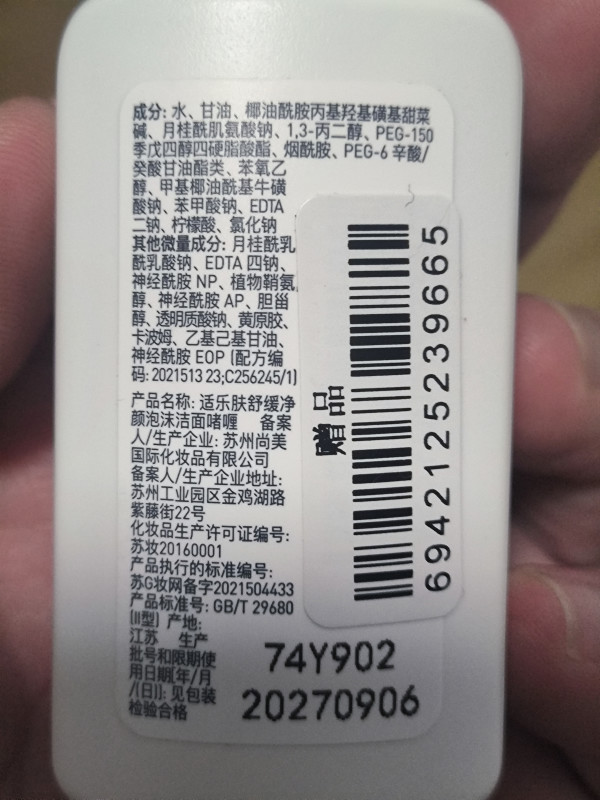 成分: 水、甘油、椰油酰胺丙基羟基磺基甜菜
碱、月桂酰肌氨酸钠、1,3-丙二醇、PEG-150
季戊四醇四硬脂酸酯、烟酰胺、PEG-6 辛酸/
癸酸甘油酯类、苯氧乙
醇、甲基椰油酰基牛磺
酸钠、苯甲酸钠、EDTA
二钠、柠檬酸、氯化钠
其他微量成分: 月桂酰乳
酰乳酸钠、EDTA 四钠、
神经酰胺 NP、植物鞘氨
醇、神经酰胺 AP、胆甾
醇、透明质酸钠、黄原胶、
卡波姆、乙基己基甘油、
神经酰胺 EOP (配方编
码: 2021513 23;C256245/1)
产品名称: 适乐肤舒缓净
颜泡沫洁面啫喱 备案
人/生产企业: 苏州尚美
国际化妆品有限公司
备案人/生产企业地址:
苏州工业园区金鸡湖路
紫藤街22号
化妆品生产许可证编号:
苏妆20160001
产品执行的标准编号:
苏G妆网备字2021504433
产品标准号: GB/T 29680
(II型) 产地:
江苏 生产
批号和限期使
用日期(年/月
/(日)): 见包装
检验合格
74Y902
20270906
赠品
6942125239665